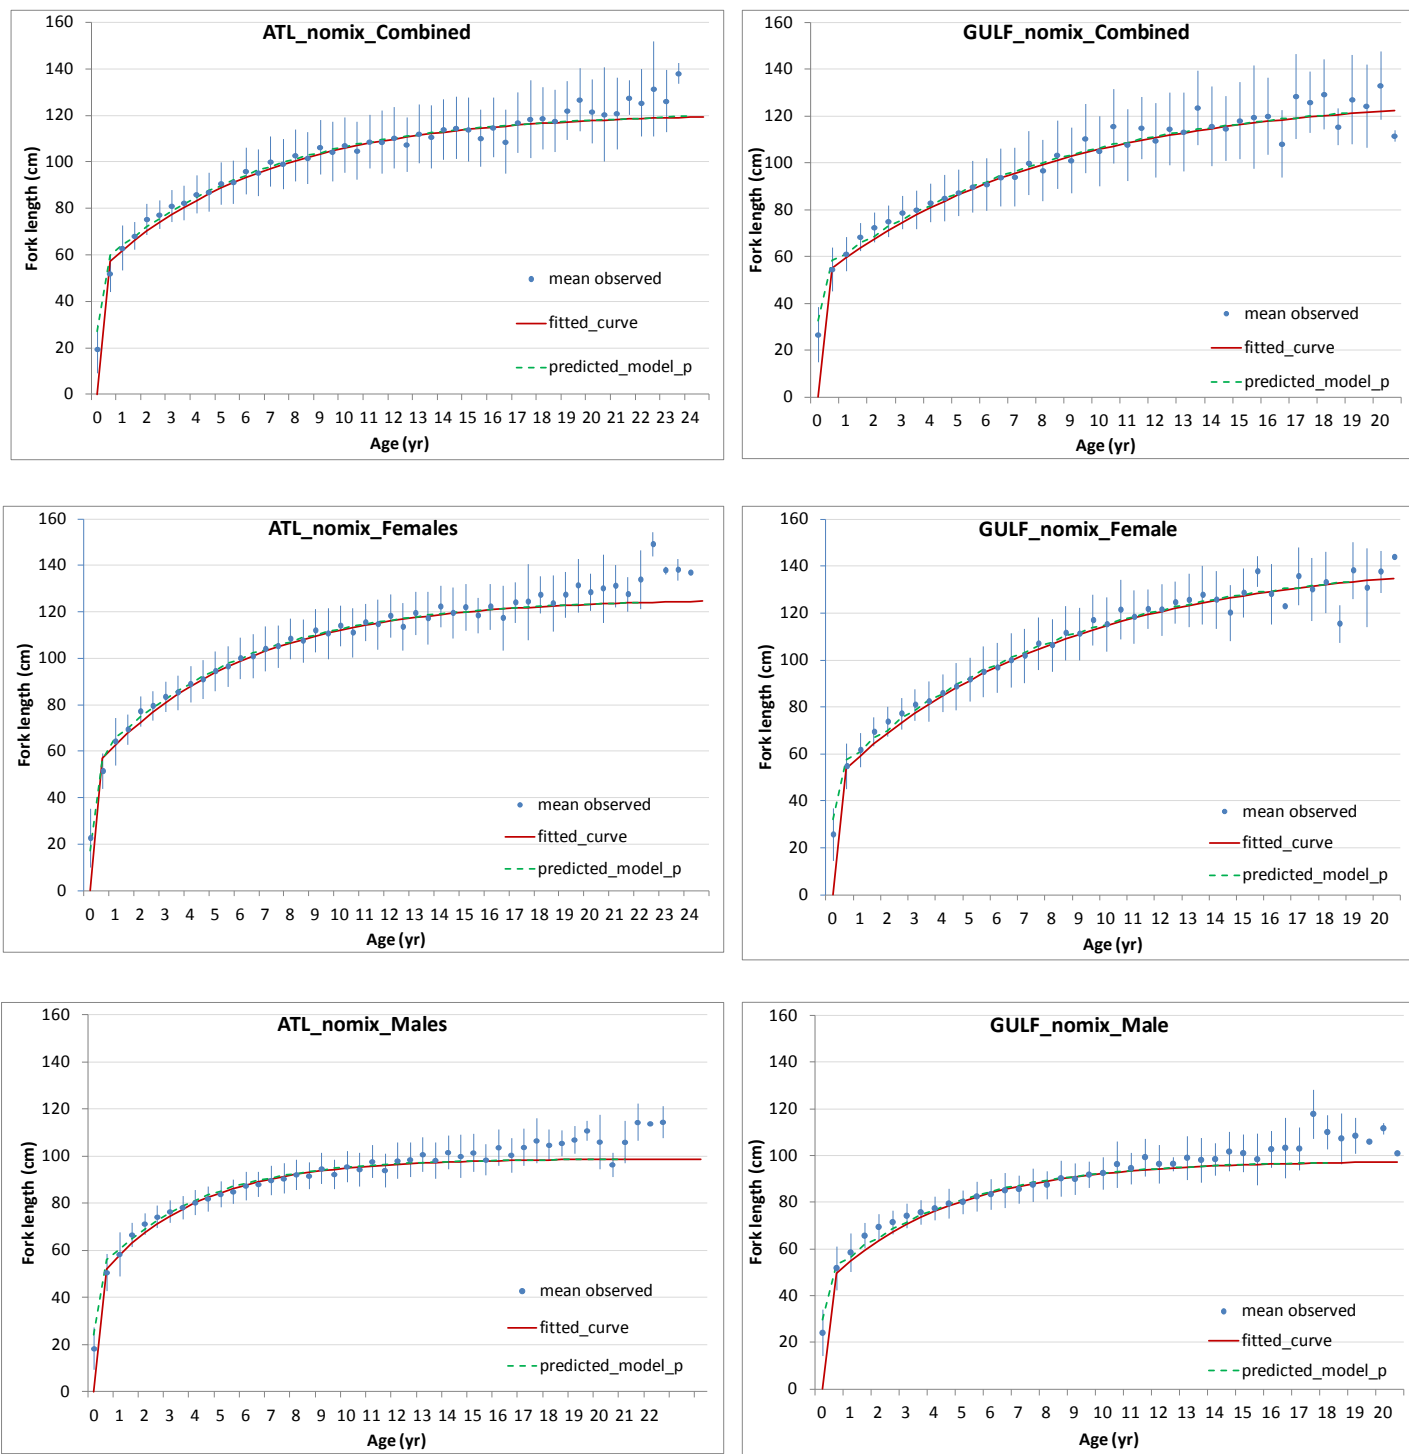 ATL_nomix_Combined
Fork length (cm)
160
140
120
100
80
60
40
20
0
mean observed
fitted_curve
predicted_model_p
0 1 2 3 4 5 6 7 8 9 10 11 12 13 14 15 16 17 18 19 20 21 22 23 24
Age (yr)
GULF_nomix_Combined
Fork length (cm)
160
140
120
100
80
60
40
20
0
mean observed
fitted_curve
predicted_model_p
0 1 2 3 4 5 6 7 8 9 10 11 12 13 14 15 16 17 18 19 20
Age (yr)
ATL_nomix_Females
Fork length (cm)
160
140
120
100
80
60
40
20
0
mean observed
fitted_curve
predicted_model_p
0 1 2 3 4 5 6 7 8 9 10 11 12 13 14 15 16 17 18 19 20 21 22 23 24
Age (yr)
GULF_nomix_Female
Fork length (cm)
160
140
120
100
80
60
40
20
0
mean observed
fitted_curve
predicted_model_p
0 1 2 3 4 5 6 7 8 9 10 11 12 13 14 15 16 17 18 19 20
Age (yr)
ATL_nomix_Males
Fork length (cm)
160
140
120
100
80
60
40
20
0
mean observed
fitted_curve
predicted_model_p
0 1 2 3 4 5 6 7 8 9 10 11 12 13 14 15 16 17 18 19 20 21 22
Age (yr)
GULF_nomix_Male
Fork length (cm)
160
140
120
100
80
60
40
20
0
mean observed
fitted_curve
predicted_model_p
0 1 2 3 4 5 6 7 8 9 10 11 12 13 14 15 16 17 18 19 20
Age (yr)